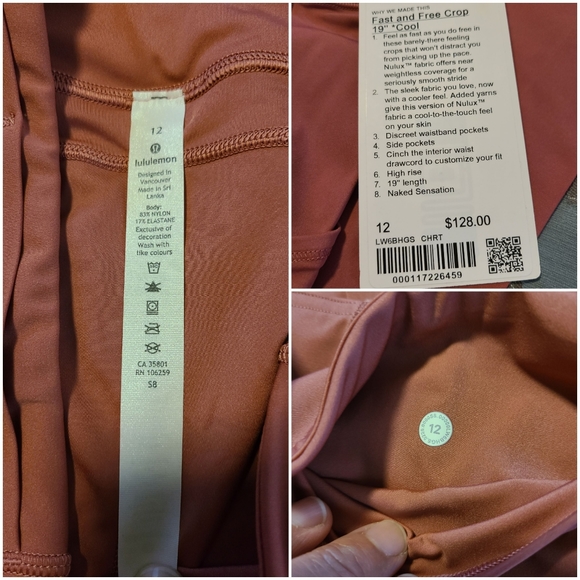 12
lululemon
Designed in
Vancouver
Made in Sri
Lanka
Body:
83% NYLON
17% ELASTANE
Exclusive of
decoration
Wash with
like colours
CA 35801
RN 106259
S8
WHY WE MADE THIS
Fast and Free Crop
19" *Cool
1. Feel as fast as you do free in
these barely-there feeling
crops that won't distract you
from picking up the pace.
Nulux™ fabric offers near
weightless coverage for a
seriously smooth stride
2. The sleek fabric you love, now
with a cooler feel. Added yarns
give this version of Nulux™
fabric a cool-to-the-touch feel
on your skin
3. Discreet waistband pockets
4. Side pockets
5. Cinch the interior waist
drawcord to customize your fit
6. High rise
7. 19" length
8. Naked Sensation
12 $128.00
LW6BHGS CHRT
000117226459
12